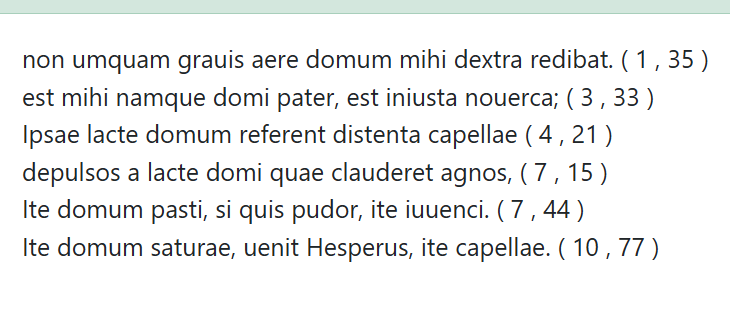 non umquam grauis aere domum mihi dextra redibat. ( 1 , 35 )
est mihi namque domi pater, est iniusta nouerca; ( 3 , 33 )
Ipsae lacte domum referent distenta capellae ( 4 , 21 )
depulsos a lacte domi quae clauderet agnos, ( 7 , 15 )
Ite domum pasti, si quis pudor, ite iuuenci. ( 7 , 44 )
Ite domum saturae, uenit Hesperus, ite capellae. ( 10 , 77 )